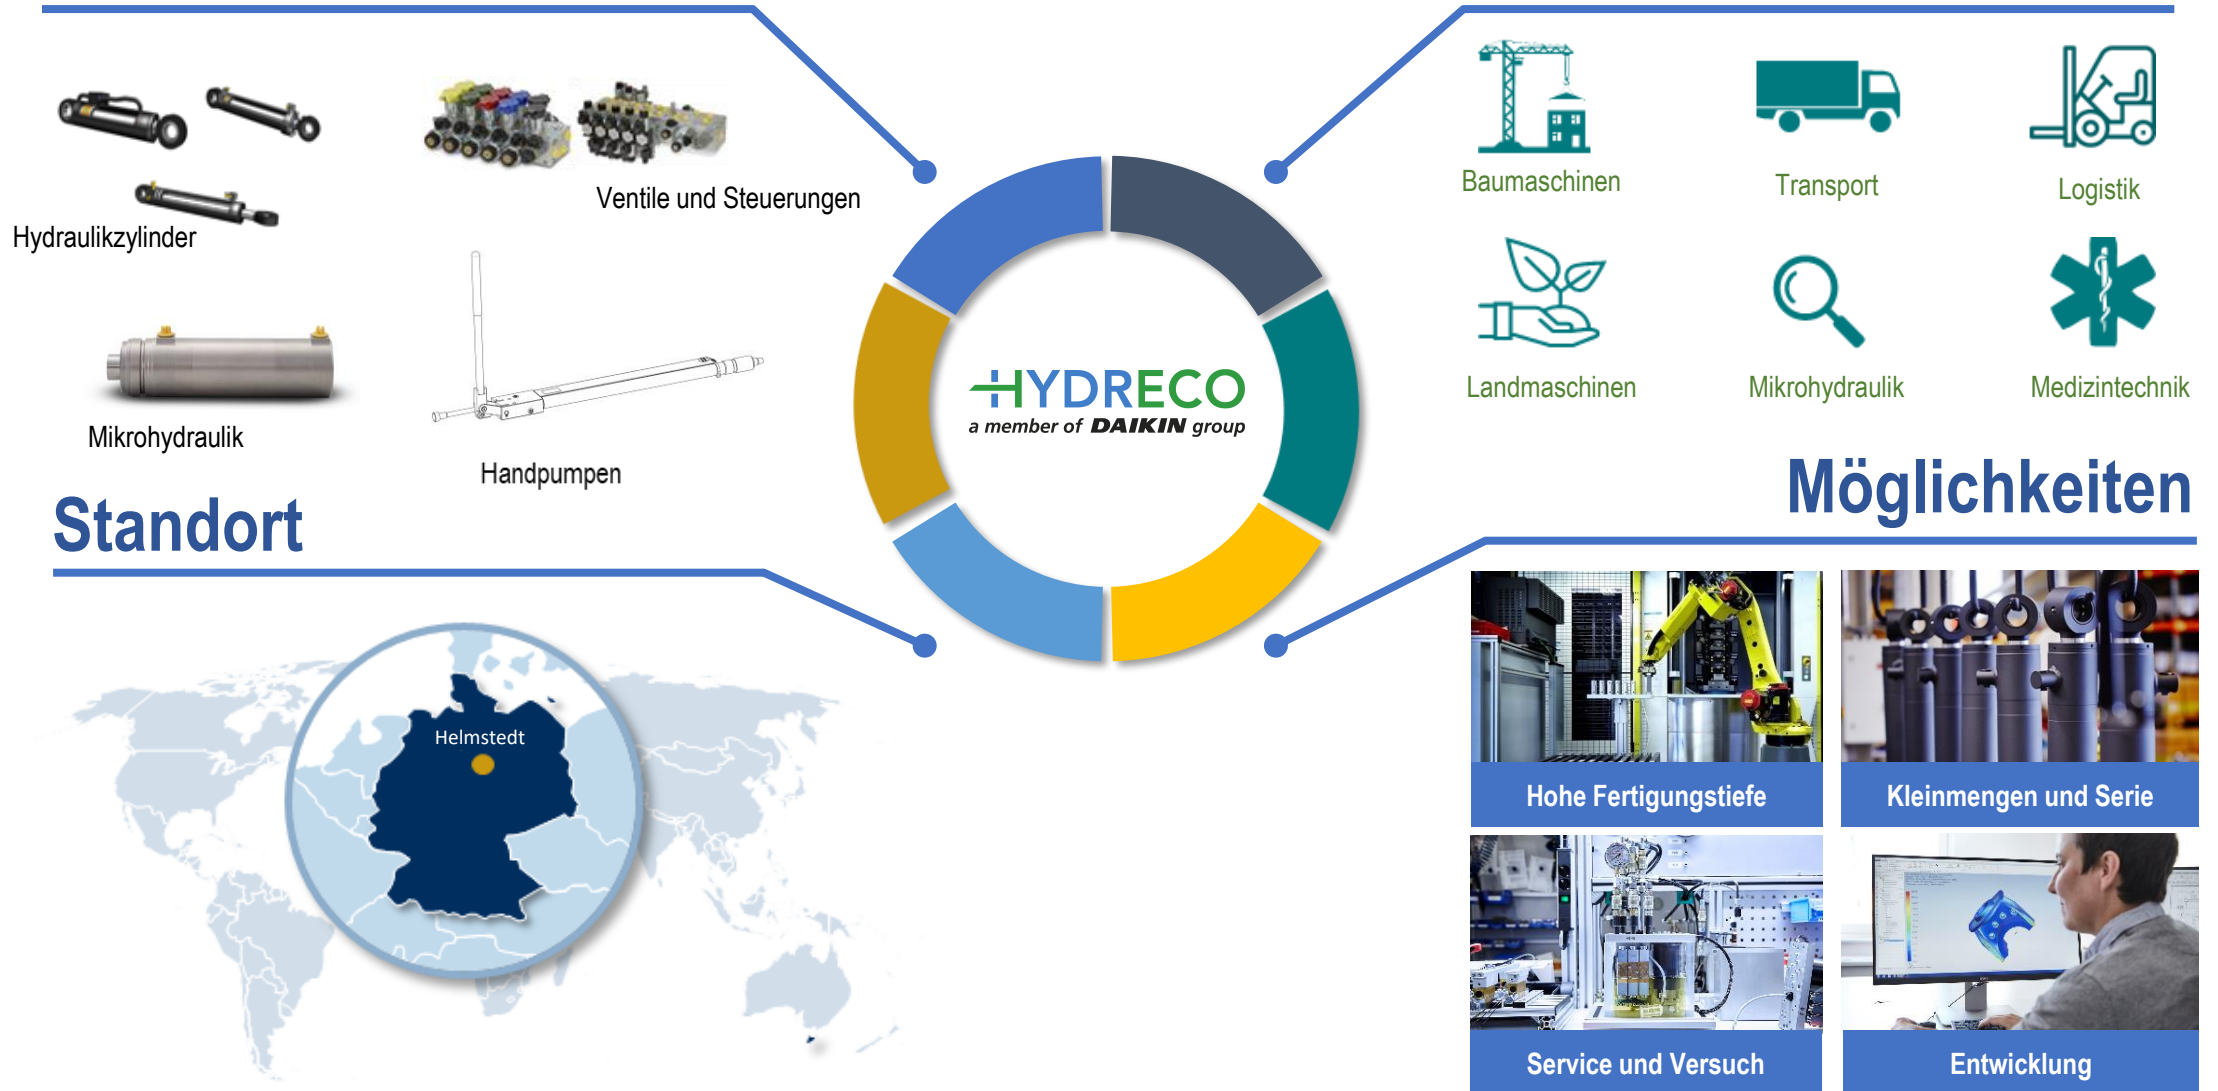 Hydraulikzylinder
Ventile und Steuerungen
Mikrohydraulik
Handpumpen
HYDRECO
a member of DAIKIN group
Baumaschinen
Transport
Logistik
Landmaschinen
Mikrohydraulik
Medizintechnik
Standort
Helmstedt
Möglichkeiten
Hohe Fertigungstiefe
Kleinmengen und Serie
Service und Versuch
Entwicklung